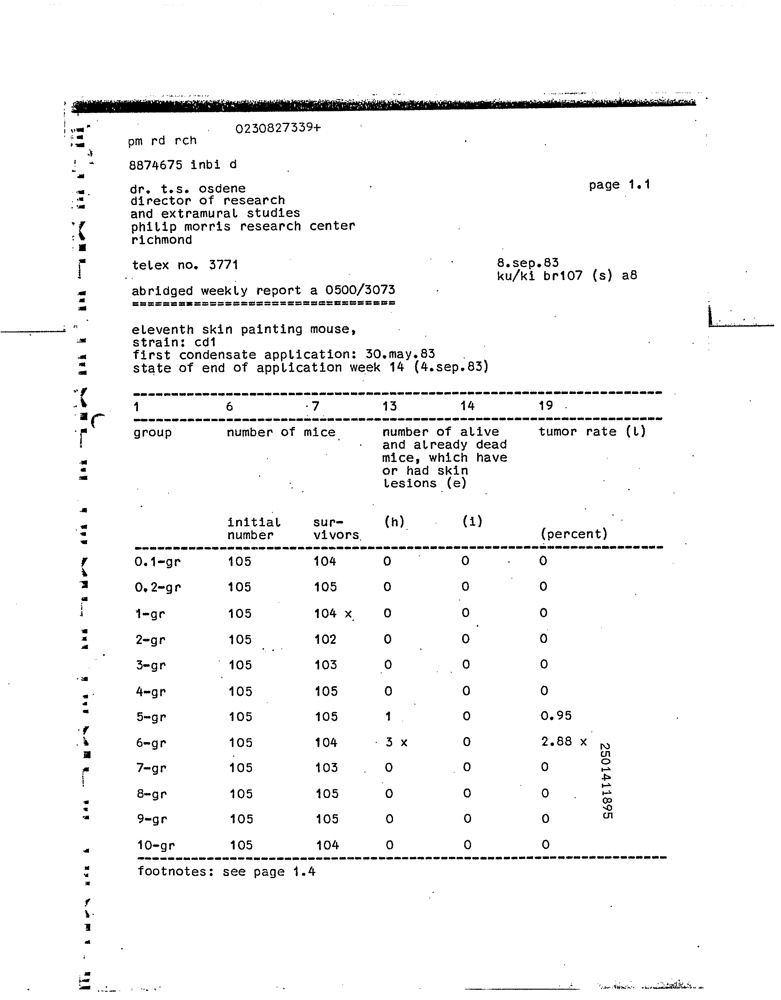 0230827339+
pm rd rch
8874675 inbi d
dr. t.s. osdene page 1.1
director of research
and extramural studies
philip morris research center
richmond
telex no. 3771 8.sep.83
ku/ki br107 (s) a8
abridged weekly report a 0500/3073
==================================
eleventh skin painting mouse,
strain: cd1
first condensate application: 30.may.83
state of end of application week 14 (4.sep.83)
1 6 7 13 14 19
group number of mice number of alive tumor rate (l)
and already dead
mice, which have
or had skin
lesions (e)
initial sur- (h) (i)
number vivors (percent)
0.1-gr 105 104 0 0 0
0.2-gr 105 105 0 0 0
1-gr 105 104 x 0 0 0
2-gr 105 102 0 0 0
3-gr 105 103 0 0 0
4-gr 105 105 0 0 0
5-gr 105 105 1 0 0.95
6-gr 105 104 3 x 0 2.88 x
7-gr 105 103 0 0 0
8-gr 105 105 0 0 0
9-gr 105 105 0 0 0
10-gr 105 104 0 0 0
footnotes: see page 1.4
2501411895